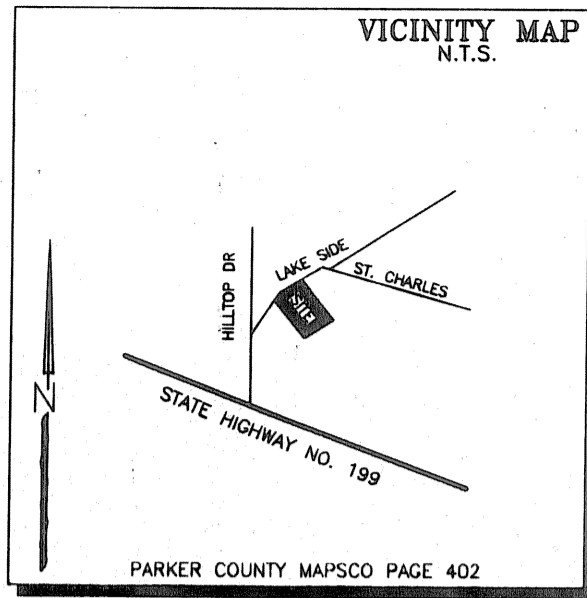 VICINITY MAP
N.T.S.
HILLTOP DR
LAKE SIDE
ST. CHARLES
SITE
N
STATE HIGHWAY NO. 199
PARKER COUNTY MAPSCO PAGE 402